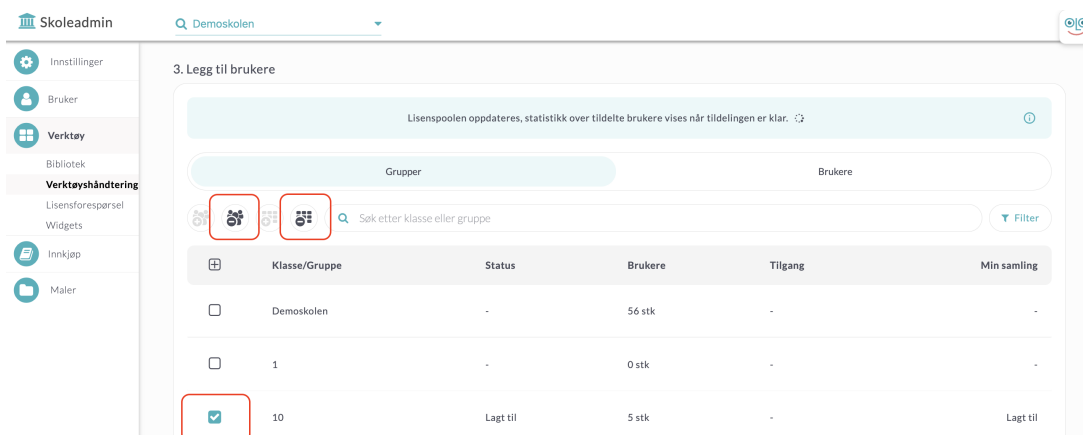 Skoleadmin
Demoskolen
Innstillinger
Bruker
Verktøy
Bibliotek
Verktøyshåndtering
Lisensforespørsel
Widgets
Innkjøp
Maler
3. Legg til brukere
Lisenspoolen oppdateres, statistikk over tildelte brukere vises når tildelingen er klar.
Grupper Brukere
Søk etter klasse eller gruppe Filter
Klasse/Gruppe Status Brukere Tilgang Min samling
Demoskolen - 56 stk - -
1 - 0 stk - -
10 Lagt til 5 stk - Lagt til